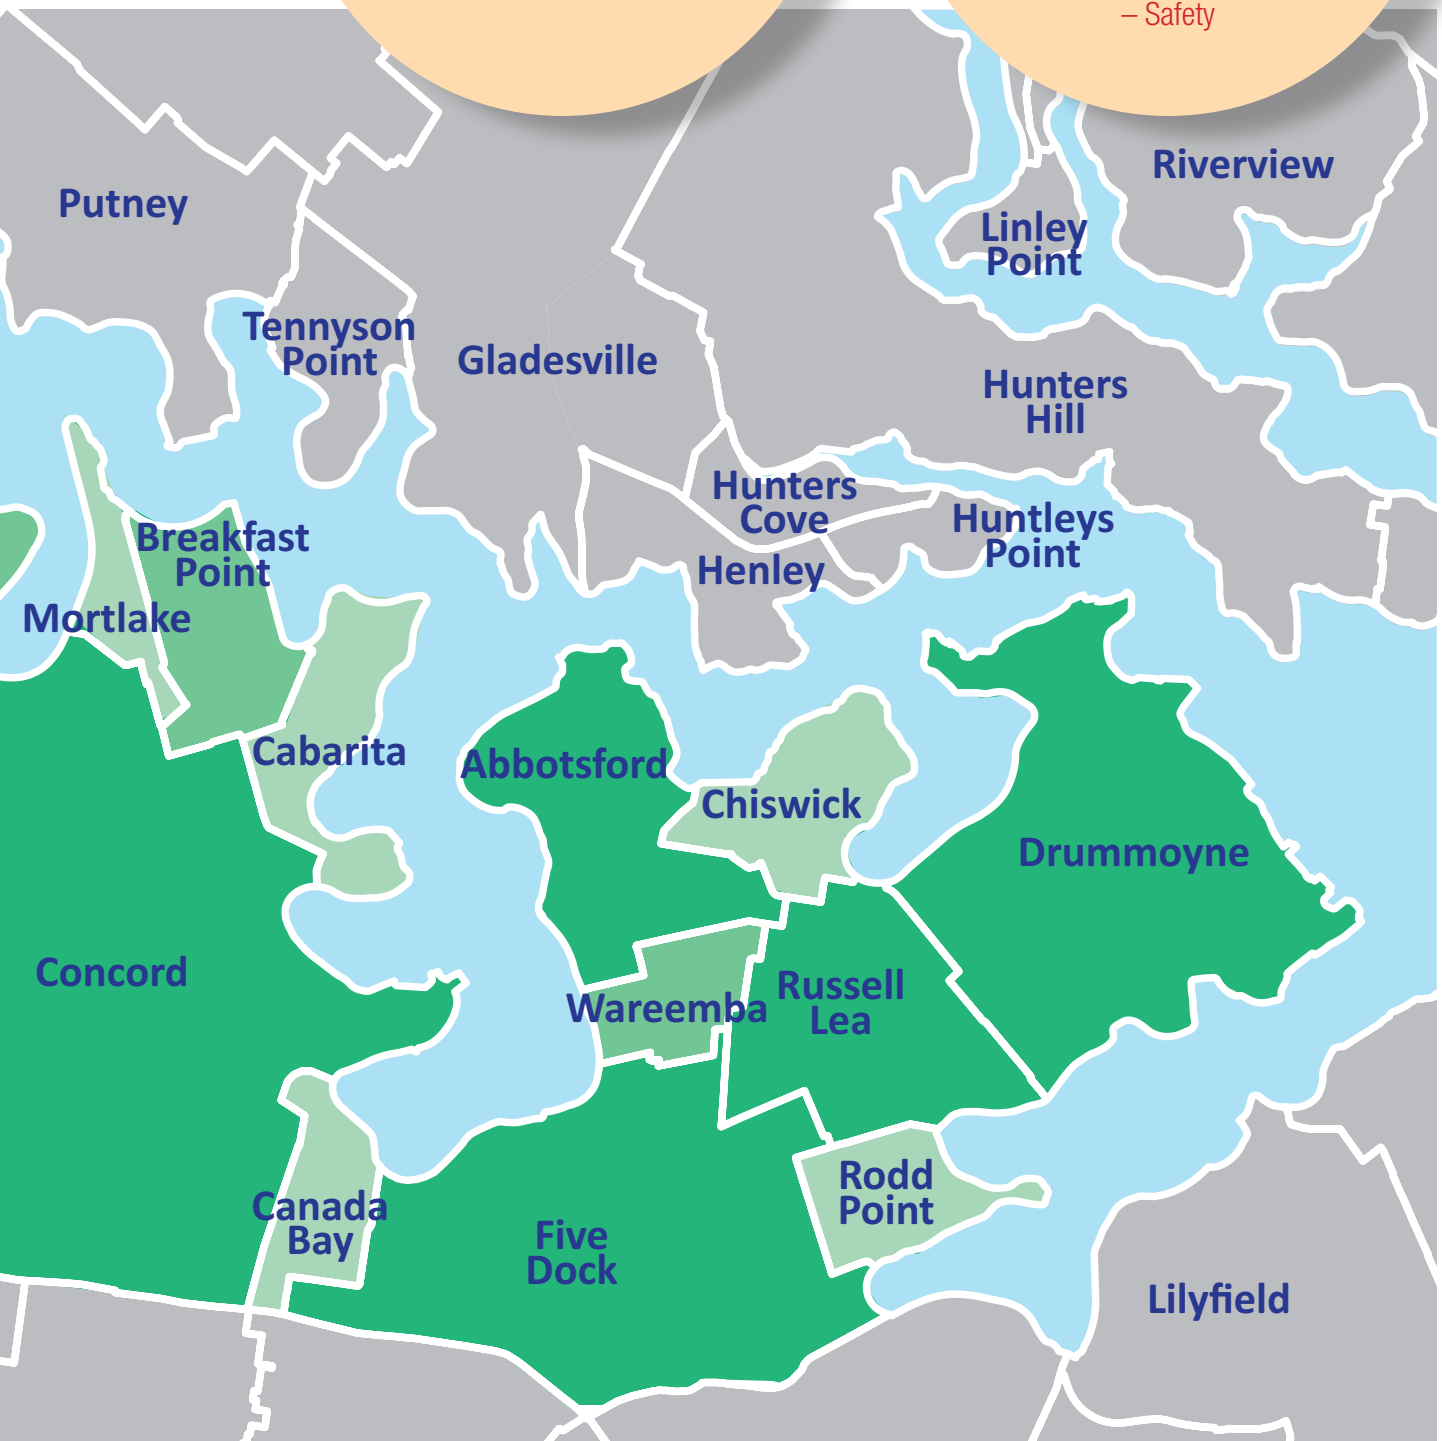 – Safety
Riverview
Putney
Linley
Point
Tennyson
Point
Gladesville
Hunters
Hill
Hunters
Cove
Huntleys
Point
Breakfast
Point
Henley
Mortlake
Cabarita
Abbotsford
Chiswick
Drummoyne
Concord
Russell
Lea
Wareemba
Rodd
Point
Canada
Bay
Five
Dock
Lilyfield